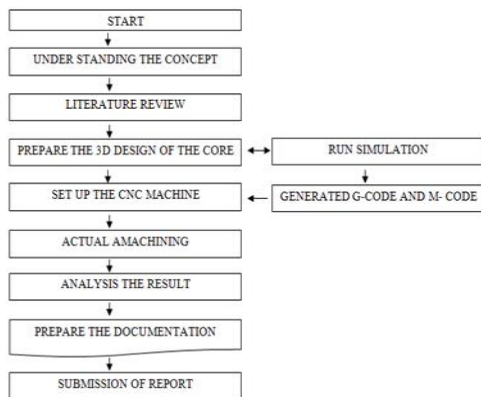 START
UNDER STANDING THE CONCEPT
LITERATURE REVIEW
PREPARE THE 3D DESIGN OF THE CORE
RUN SIMULATION
SET UP THE CNC MACHINE
GENERATED G-CODE AND M- CODE
ACTUAL AMACHINING
ANALYSIS THE RESULT
PREPARE THE DOCUMENTATION
SUBMISSION OF REPORT